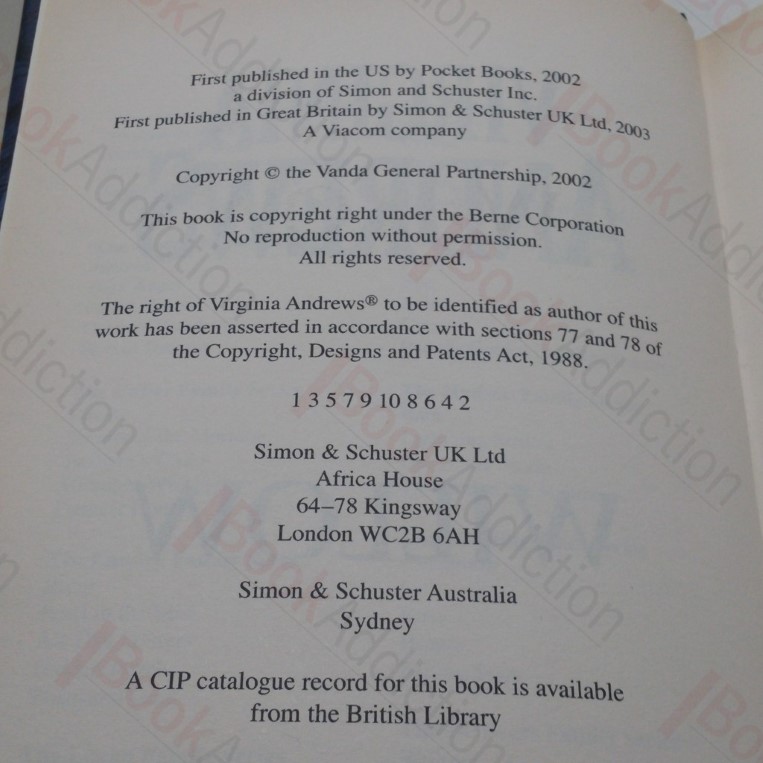 First published in the US by Pocket Books, 2002
a division of Simon and Schuster Inc.
First published in Great Britain by Simon & Schuster UK Ltd, 2003
A Viacom company
Copyright © the Vanda General Partnership, 2002
This book is copyright right under the Berne Corporation
No reproduction without permission.
All rights reserved.
The right of Virginia Andrews® to be identified as author of this
work has been asserted in accordance with sections 77 and 78 of
the Copyright, Designs and Patents Act, 1988.
1 3 5 7 9 10 8 6 4 2
Simon & Schuster UK Ltd
Africa House
64–78 Kingsway
London WC2B 6AH
Simon & Schuster Australia
Sydney
A CIP catalogue record for this book is available
from the British Library
BookAddiction